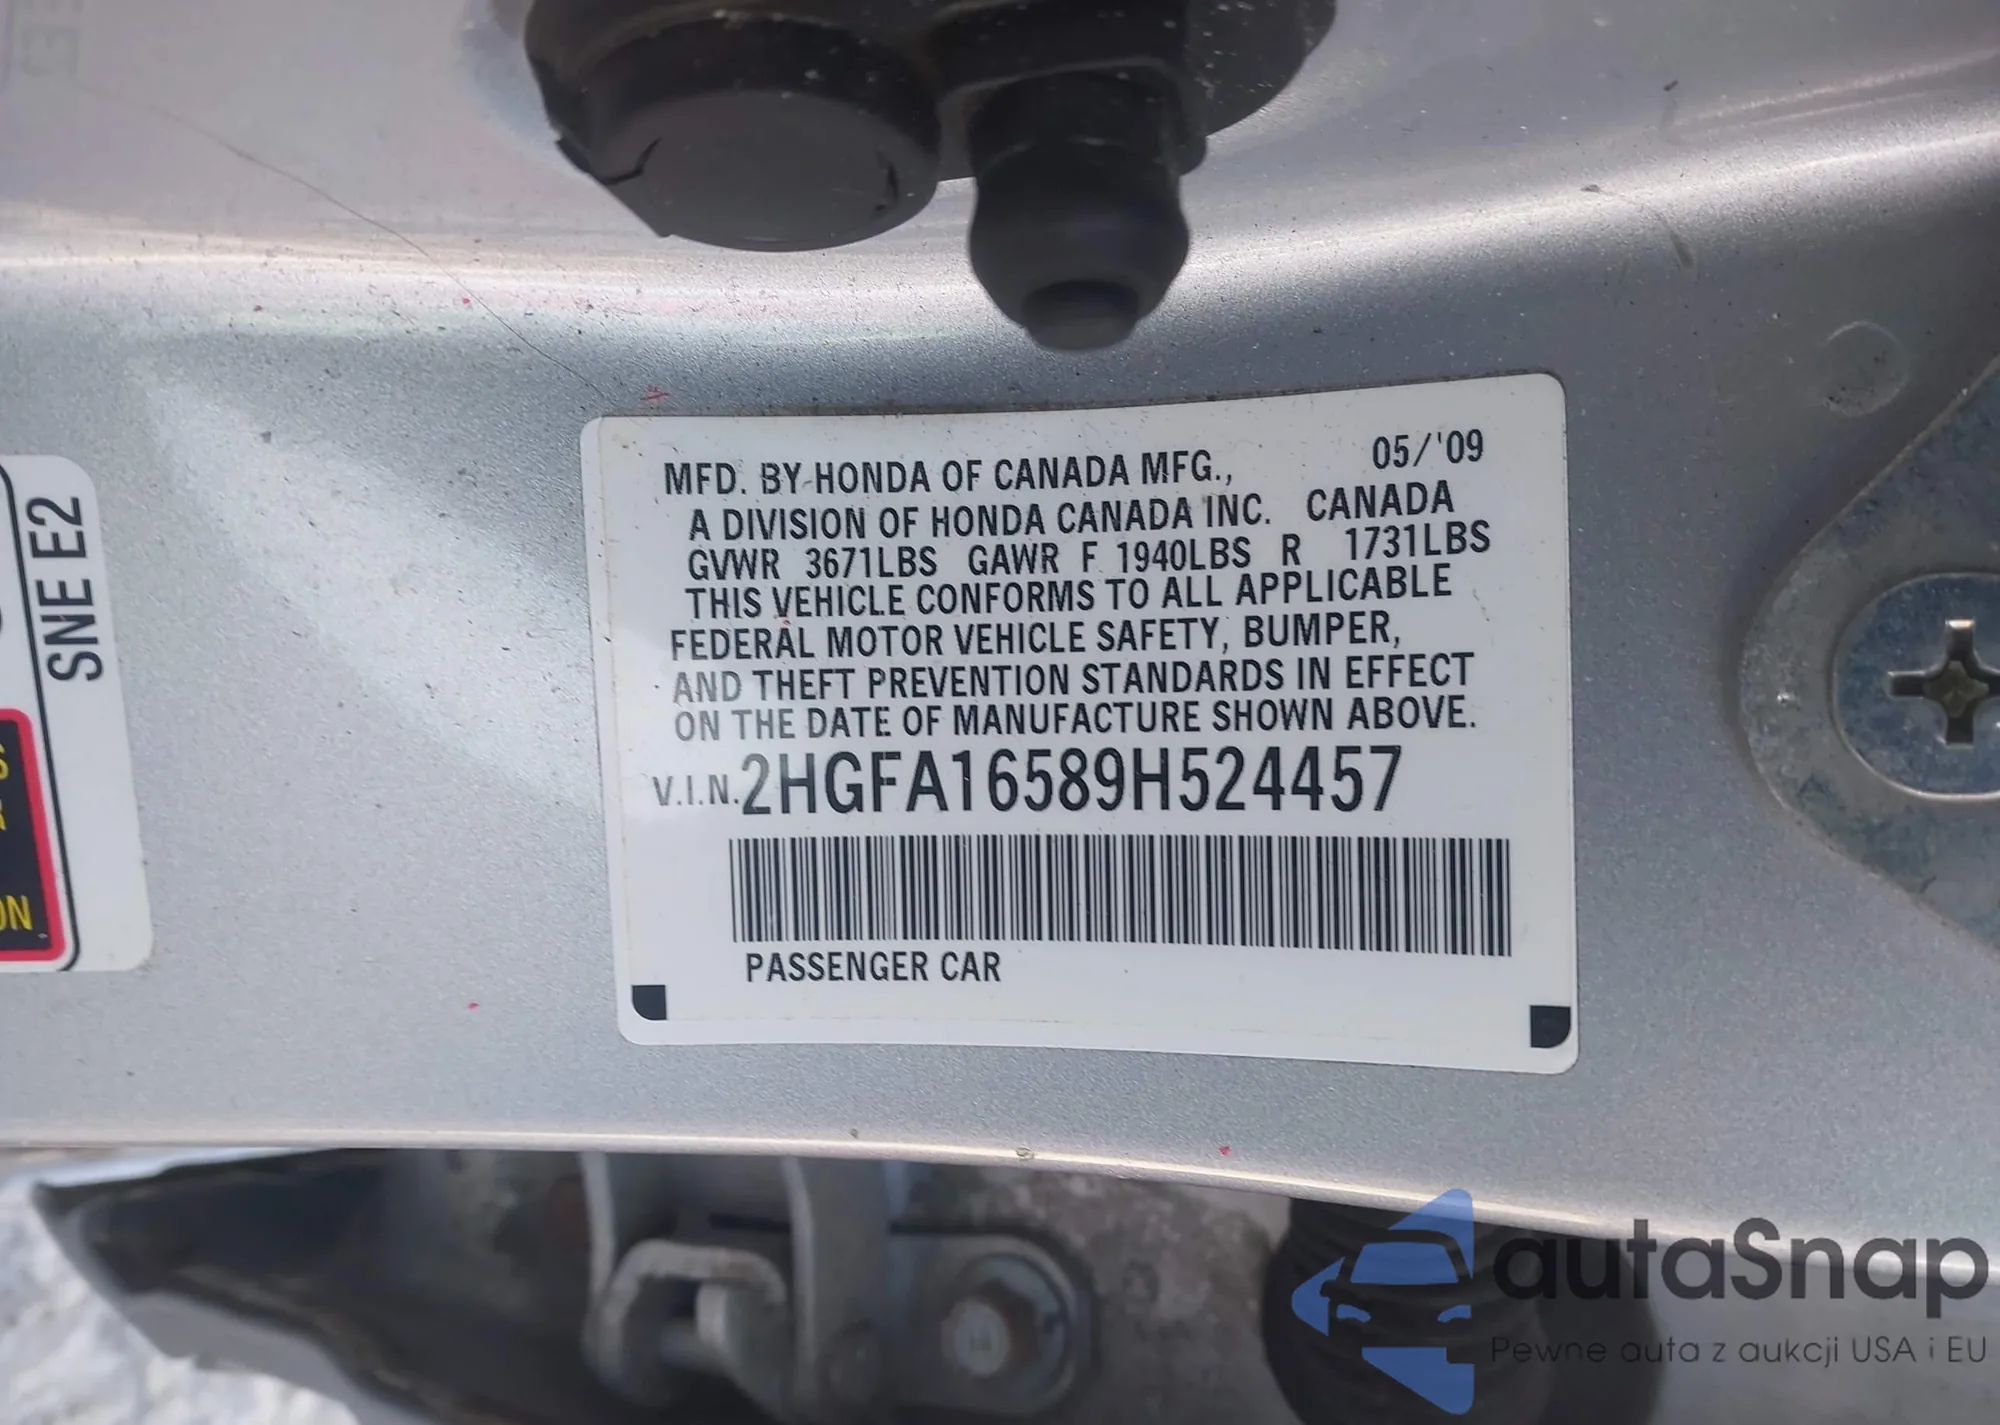 MFD. BY HONDA OF CANADA MFG., 05/'09
A DIVISION OF HONDA CANADA INC. CANADA
GVWR 3671LBS GAWR F 1940LBS R 1731LBS
THIS VEHICLE CONFORMS TO ALL APPLICABLE
FEDERAL MOTOR VEHICLE SAFETY, BUMPER,
AND THEFT PREVENTION STANDARDS IN EFFECT
ON THE DATE OF MANUFACTURE SHOWN ABOVE.
V.I.N. 2HGFA16589H524457
PASSENGER CAR
SNE E2
autoSnap
Pewne auta z aukcji USA i EU